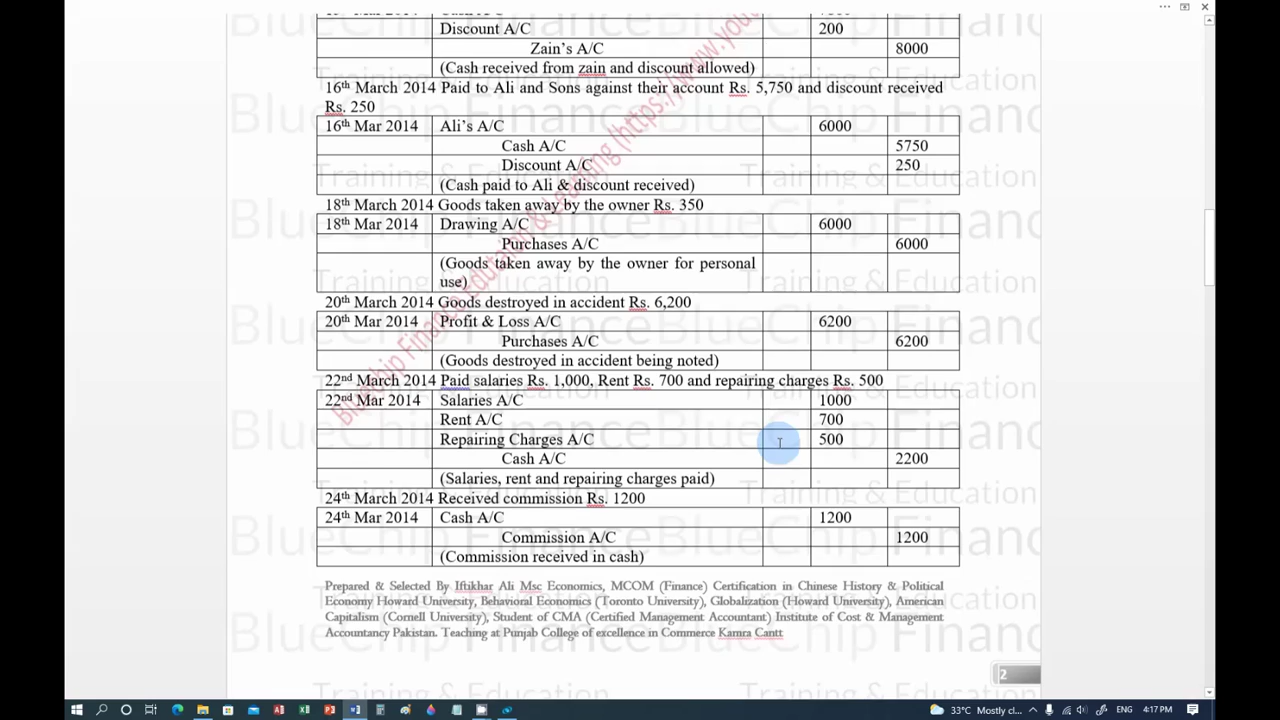 Discount A/C 200
Zain's A/C 8000
(Cash received from zain and discount allowed)
16th March 2014 Paid to Ali and Sons against their account Rs. 5,750 and discount received
Rs. 250
16th Mar 2014 Ali's A/C 6000
Cash A/C 5750
Discount A/C 250
(Cash paid to Ali & discount received)
18th March 2014 Goods taken away by the owner Rs. 350
18th Mar 2014 Drawing A/C 6000
Purchases A/C 6000
(Goods taken away by the owner for personal
use)
20th March 2014 Goods destroyed in accident Rs. 6,200
20th Mar 2014 Profit & Loss A/C 6200
Purchases A/C 6200
(Goods destroyed in accident being noted)
22nd March 2014 Paid salaries Rs. 1,000, Rent Rs. 700 and repairing charges Rs. 500
22nd Mar 2014 Salaries A/C 1000
Rent A/C 700
Repairing Charges A/C 500
Cash A/C 2200
(Salaries, rent and repairing charges paid)
24th March 2014 Received commission Rs. 1200
24th Mar 2014 Cash A/C 1200
Commission A/C 1200
(Commission received in cash)
Prepared & Selected By Iftikhar Ali Msc Economics, MCOM (Finance) Certification in Chinese History & Political
Economy Howard University, Behavioral Economics (Toronto University), Globalization (Howard University), American
Capitalism (Cornell University), Student of CMA (Certified Management Accountant) Institute of Cost & Management
Accountancy Pakistan. Teaching at Punjab College of excellence in Commerce Kamra Cantt
2
33°C Mostly cl... ENG 4:17 PM